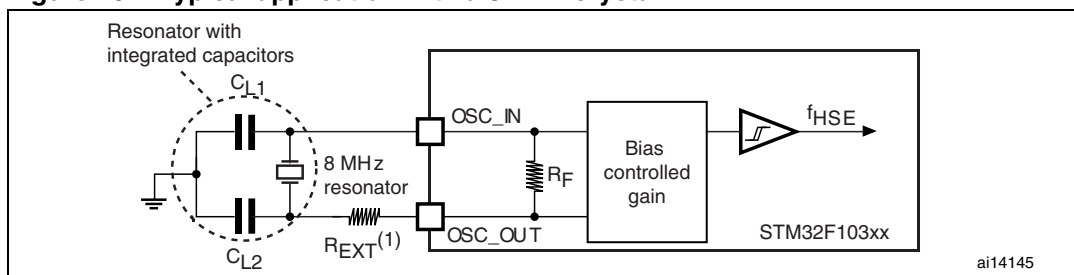 Resonator with
integrated capacitors
CL1
OSC_IN
fHSE
8 MHz
resonator
RF
Bias
controlled
gain
REXT(1)
OSC_OUT
STM32F103xx
CL2
ai14145